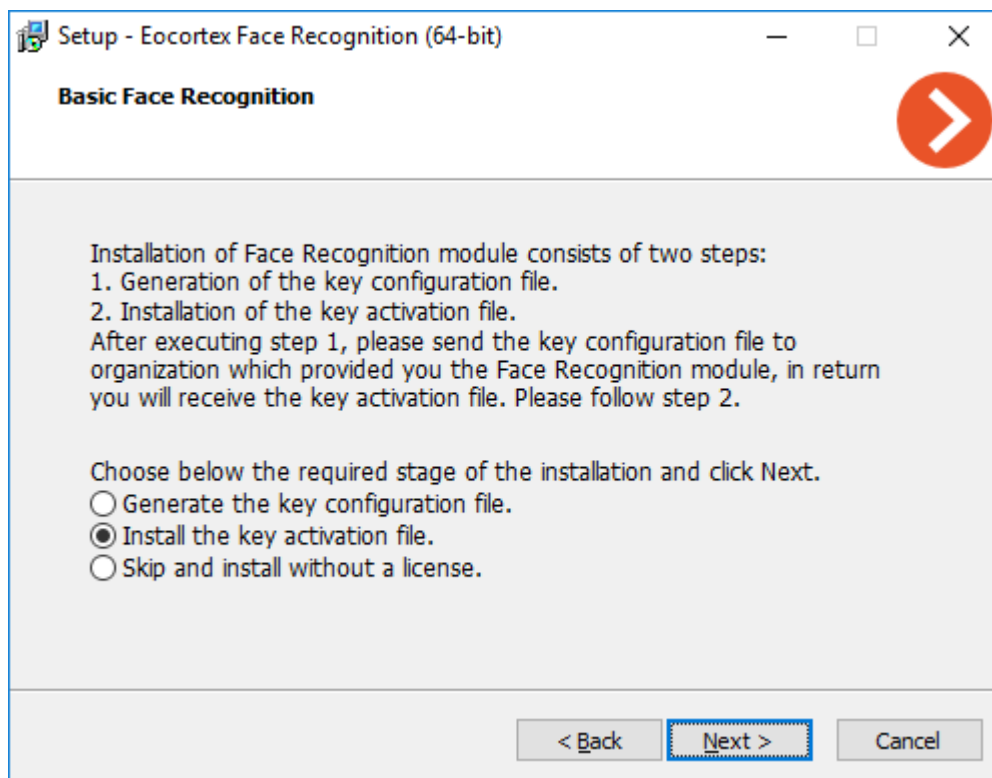 Setup - Eocortex Face Recognition (64-bit)
Basic Face Recognition
Installation of Face Recognition module consists of two steps:
1. Generation of the key configuration file.
2. Installation of the key activation file.
After executing step 1, please send the key configuration file to
organization which provided you the Face Recognition module, in return
you will receive the key activation file. Please follow step 2.
Choose below the required stage of the installation and click Next.
Generate the key configuration file.
Install the key activation file.
Skip and install without a license.
< Back Next > Cancel